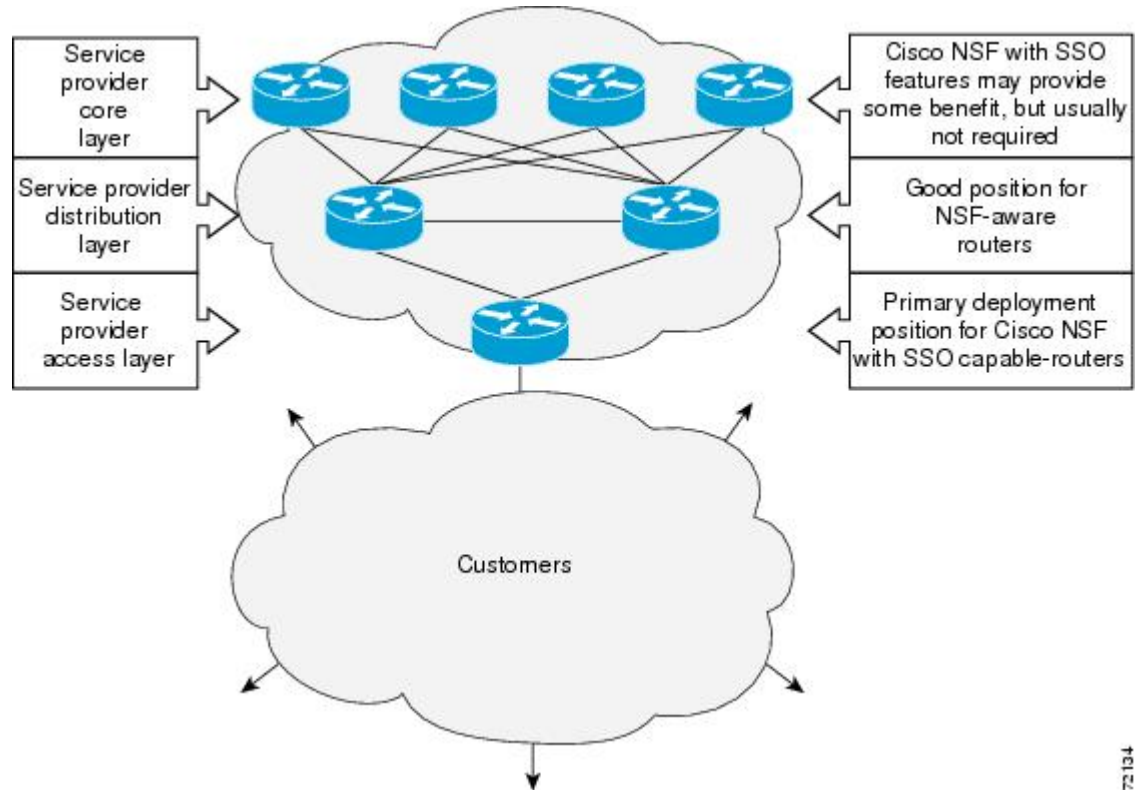 Service
provider
core
layer
Service provider
distribution
layer
Service
provider
access layer
Cisco NSF with SSO
features may provide
some benefit, but usually
not required
Good position for
NSF-aware
routers
Primary deployment
position for Cisco NSF
with SSO capable-routers
Customers
72134